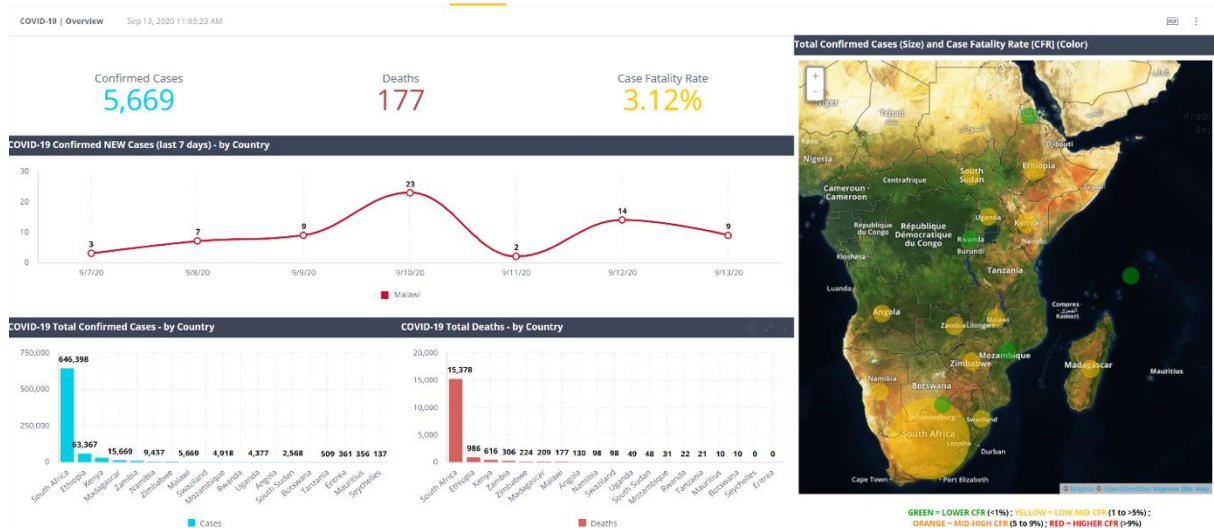 COVID-19 | Overview Sep 13, 2020 11:03:23 AM
PDF
Confirmed Cases
5,669
Deaths
177
Case Fatality Rate
3.12%
COVID-19 Confirmed NEW Cases (last 7 days) - by Country
30
20
10
0
3 7 9 23 2 14 9
9/7/20 9/8/20 9/9/20 9/10/20 9/11/20 9/12/20 9/13/20
Malawi
COVID-19 Total Confirmed Cases - by Country
750,000
500,000
250,000
0
646,398 63,367 15,669 9,437 5,669 4,918 4,377 2,568 509 361 356 137
South Africa Ethiopia Kenya Madagascar Zambia Namibia Zimbabwe Malawi Swaziland Mozambique Rwanda Uganda Angola South Sudan Botswana Tanzania Eritrea Mauritius Seychelles
Cases
COVID-19 Total Deaths - by Country
20,000
15,000
10,000
5,000
0
15,378 986 616 306 224 209 177 130 98 98 49 48 31 22 21 10 10 0 0
South Africa Ethiopia Kenya Zambia Zimbabwe Madagascar Malawi Angola Namibia Swaziland Uganda South Sudan Mozambique Rwanda Tanzania Mauritius Botswana Seychelles Eritrea
Deaths
Total Confirmed Cases (Size) and Case Fatality Rate [CFR] (Color)
+
-
Niger
Tchad
Djibouti
Nigeria
Ethiopia
South
Sudan
Centrafrique
Cameroun -
Cameroon
Uganda
Kenya
République
du Congo
République
Démocratique
du Congo
Rwanda
Nairobi
Burundi
Kinshasa
Tanzania
Luanda
Comores -
Komori
Angola
Malawi
Zambia Lilongwe
Mozambique
Zimbabwe
Madagascar
Mauritius
Namibia
Botswana
Johannesburg
Swaziland
South Africa
Lesotho
Durban
Cape Town
Port Elizabeth
© Mapbox © OpenStreetMap Improve this map
GREEN = LOWER CFR (<1%) ; YELLOW = LOW-MID CFR (1 to >5%) ;
ORANGE = MID-HIGH CFR (5 to 9%) ; RED = HIGHER CFR (>9%)